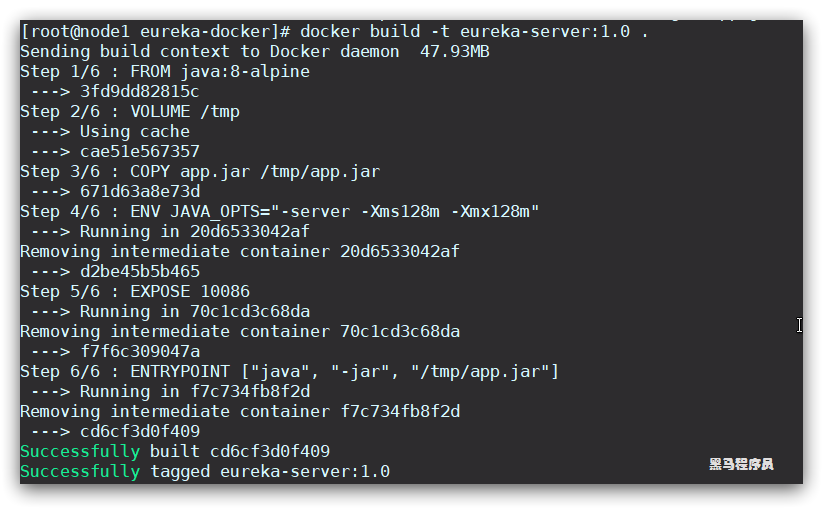 [root@node1 eureka-docker]# docker build -t eureka-server:1.0 .
Sending build context to Docker daemon  47.93MB
Step 1/6 : FROM java:8-alpine
 ---> 3fd9dd82815c
Step 2/6 : VOLUME /tmp
 ---> Using cache
 ---> cae51e567357
Step 3/6 : COPY app.jar /tmp/app.jar
 ---> 671d63a8e73d
Step 4/6 : ENV JAVA_OPTS="-server -Xms128m -Xmx128m"
 ---> Running in 20d6533042af
Removing intermediate container 20d6533042af
 ---> d2be45b5b465
Step 5/6 : EXPOSE 10086
 ---> Running in 70c1cd3c68da
Removing intermediate container 70c1cd3c68da
 ---> f7f6c309047a
Step 6/6 : ENTRYPOINT ["java", "-jar", "/tmp/app.jar"]
 ---> Running in f7c734fb8f2d
Removing intermediate container f7c734fb8f2d
 ---> cd6cf3d0f409
Successfully built cd6cf3d0f409
Successfully tagged eureka-server:1.0
黑马程序员